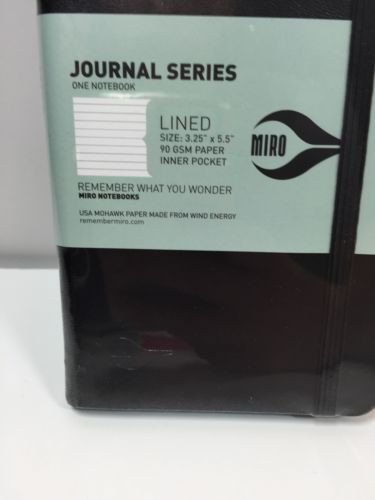 JOURNAL SERIES
ONE NOTEBOOK
LINED
SIZE: 3.25" x 5.5"
90 GSM PAPER
INNER POCKET
MIRO
REMEMBER WHAT YOU WONDER
MIRO NOTEBOOKS
USA MOHAWK PAPER MADE FROM WIND ENERGY
remembermiro.com